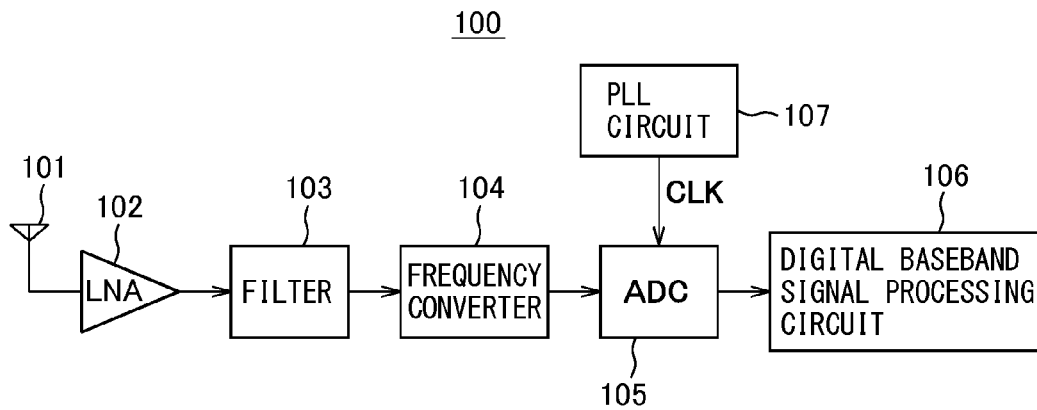 100
PLL
CIRCUIT
107
CLK
101
102
103
104
106
LNA
FILTER
FREQUENCY
CONVERTER
ADC
DIGITAL BASEBAND
SIGNAL PROCESSING
CIRCUIT
105